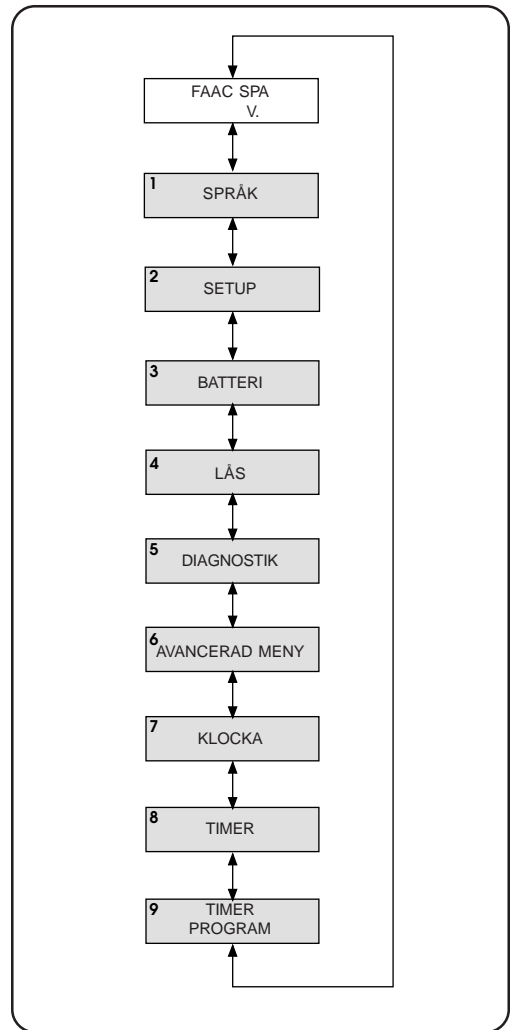 FAAC SPA
V.
1
SPRÅK
2
SETUP
3
BATTERI
4
LÅS
5
DIAGNOSTIK
6
AVANCERAD MENY
7
KLOCKA
8
TIMER
9
TIMER
PROGRAM